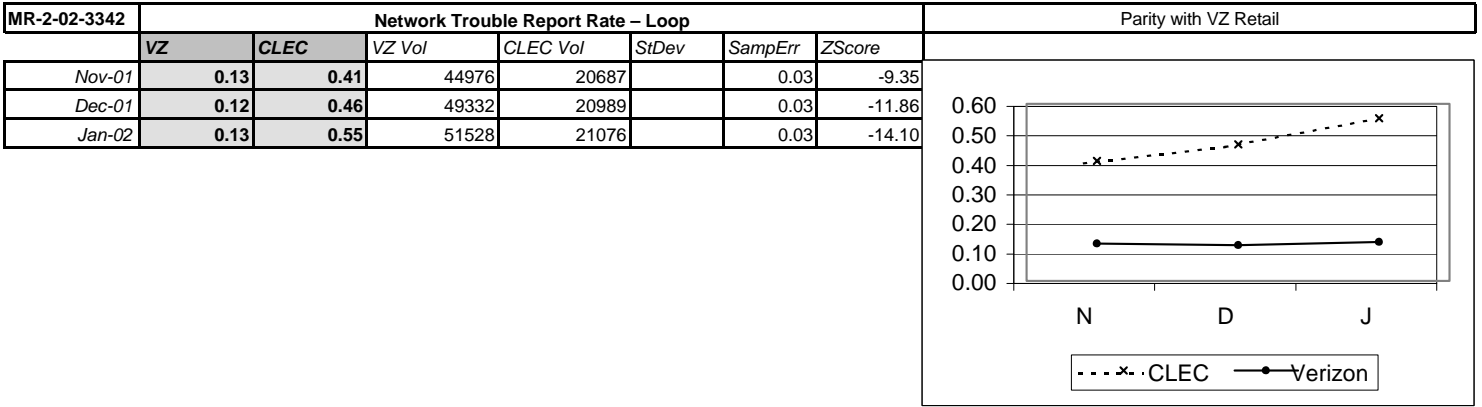 MR-2-02-3342 Network Trouble Report Rate – Loop Parity with VZ Retail
VZ CLEC VZ Vol CLEC Vol StDev SampErr ZScore
Nov-01 0.13 0.41 44976 20687 0.03 -9.35
Dec-01 0.12 0.46 49332 20989 0.03 -11.86
Jan-02 0.13 0.55 51528 21076 0.03 -14.10
0.60
0.50
0.40
0.30
0.20
0.10
0.00
N D J
CLEC Verizon